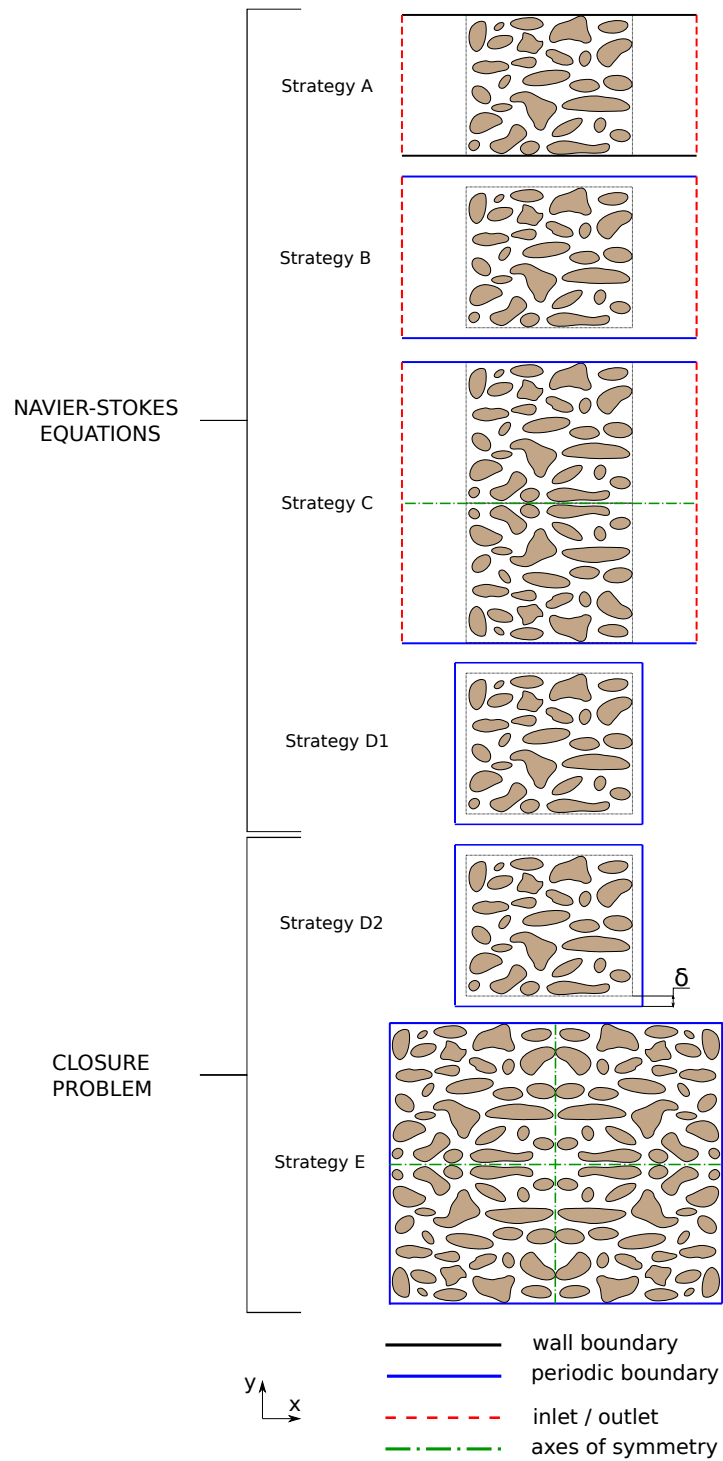 Strategy A
Strategy B
NAVIER-STOKES
EQUATIONS
Strategy C
Strategy D1
Strategy D2
δ
CLOSURE
PROBLEM
Strategy E
wall boundary
periodic boundary
y
x
inlet / outlet
axes of symmetry